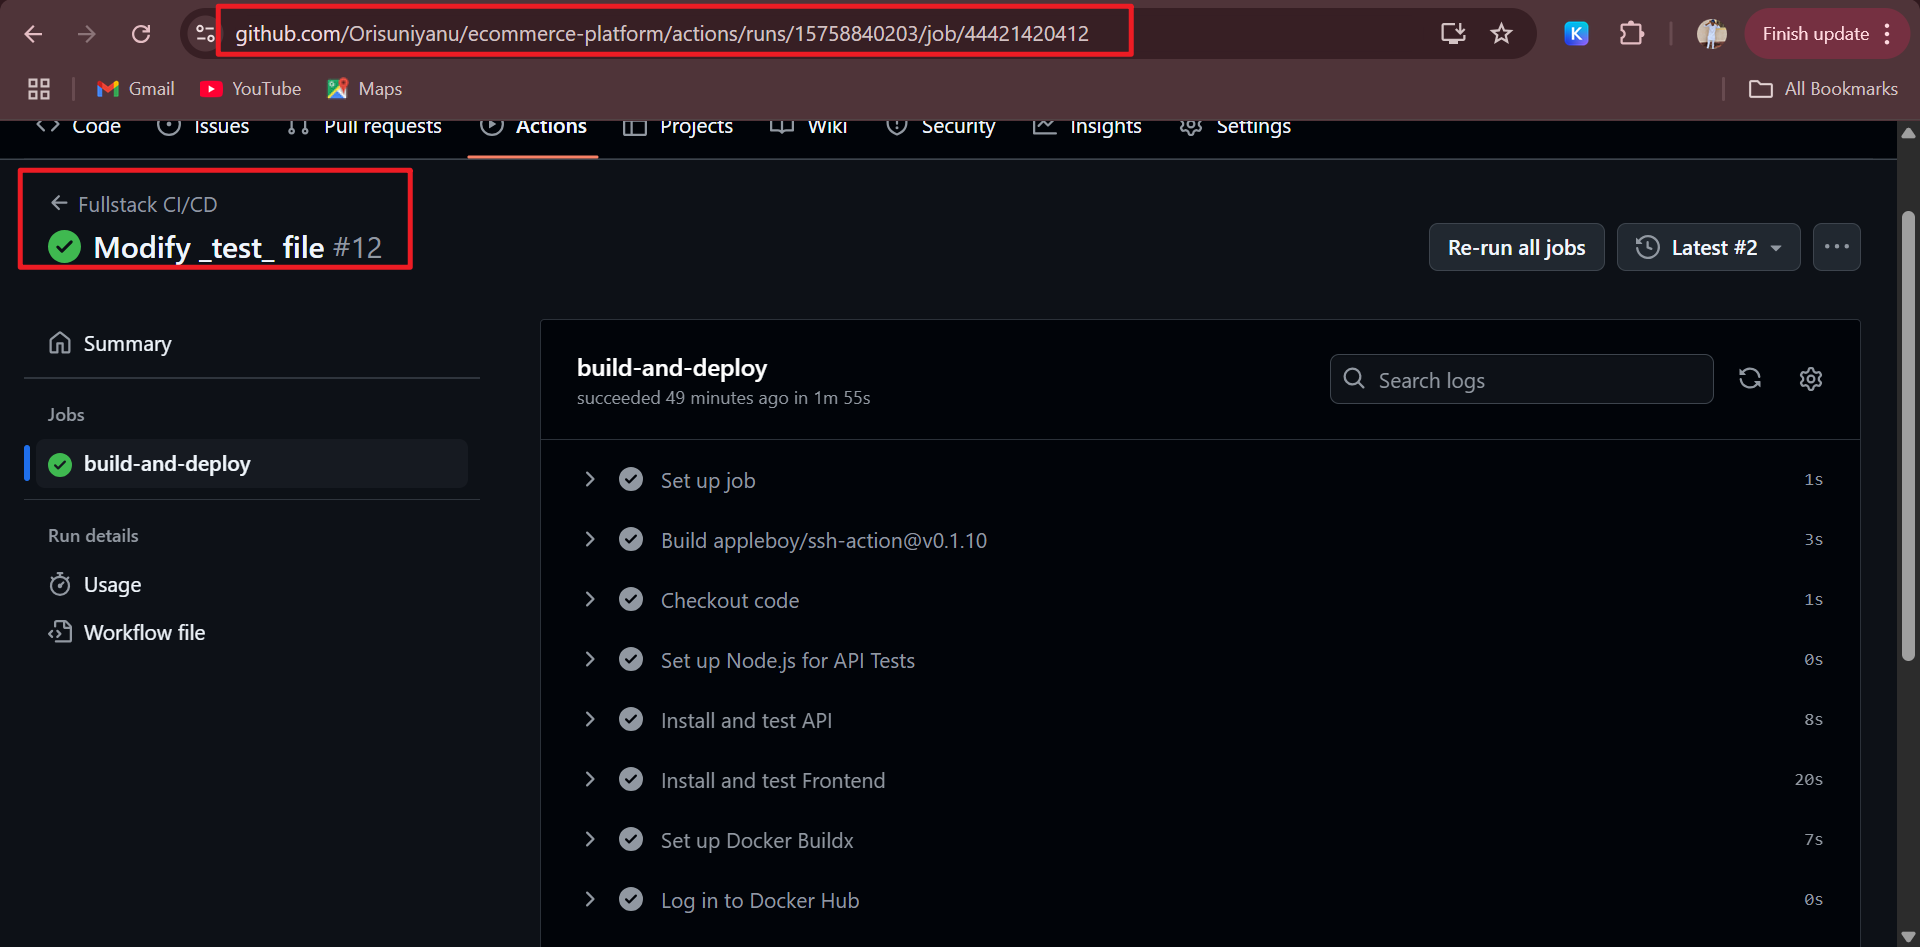 github.com/Orisuniyanu/ecommerce-platform/actions/runs/15758840203/job/44421420412
K
Finish update
Gmail
YouTube
Maps
All Bookmarks
Code
Issues
Pull requests
Actions
Projects
Wiki
Security
Insights
Settings
Fullstack CI/CD
Modify _test_ file #12
Re-run all jobs
Latest #2
Summary
Jobs
build-and-deploy
Run details
Usage
Workflow file
build-and-deploy
succeeded 49 minutes ago in 1m 55s
Search logs
Set up job 1s
Build appleboy/ssh-action@v0.1.10 3s
Checkout code 1s
Set up Node.js for API Tests 0s
Install and test API 8s
Install and test Frontend 20s
Set up Docker Buildx 7s
Log in to Docker Hub 0s